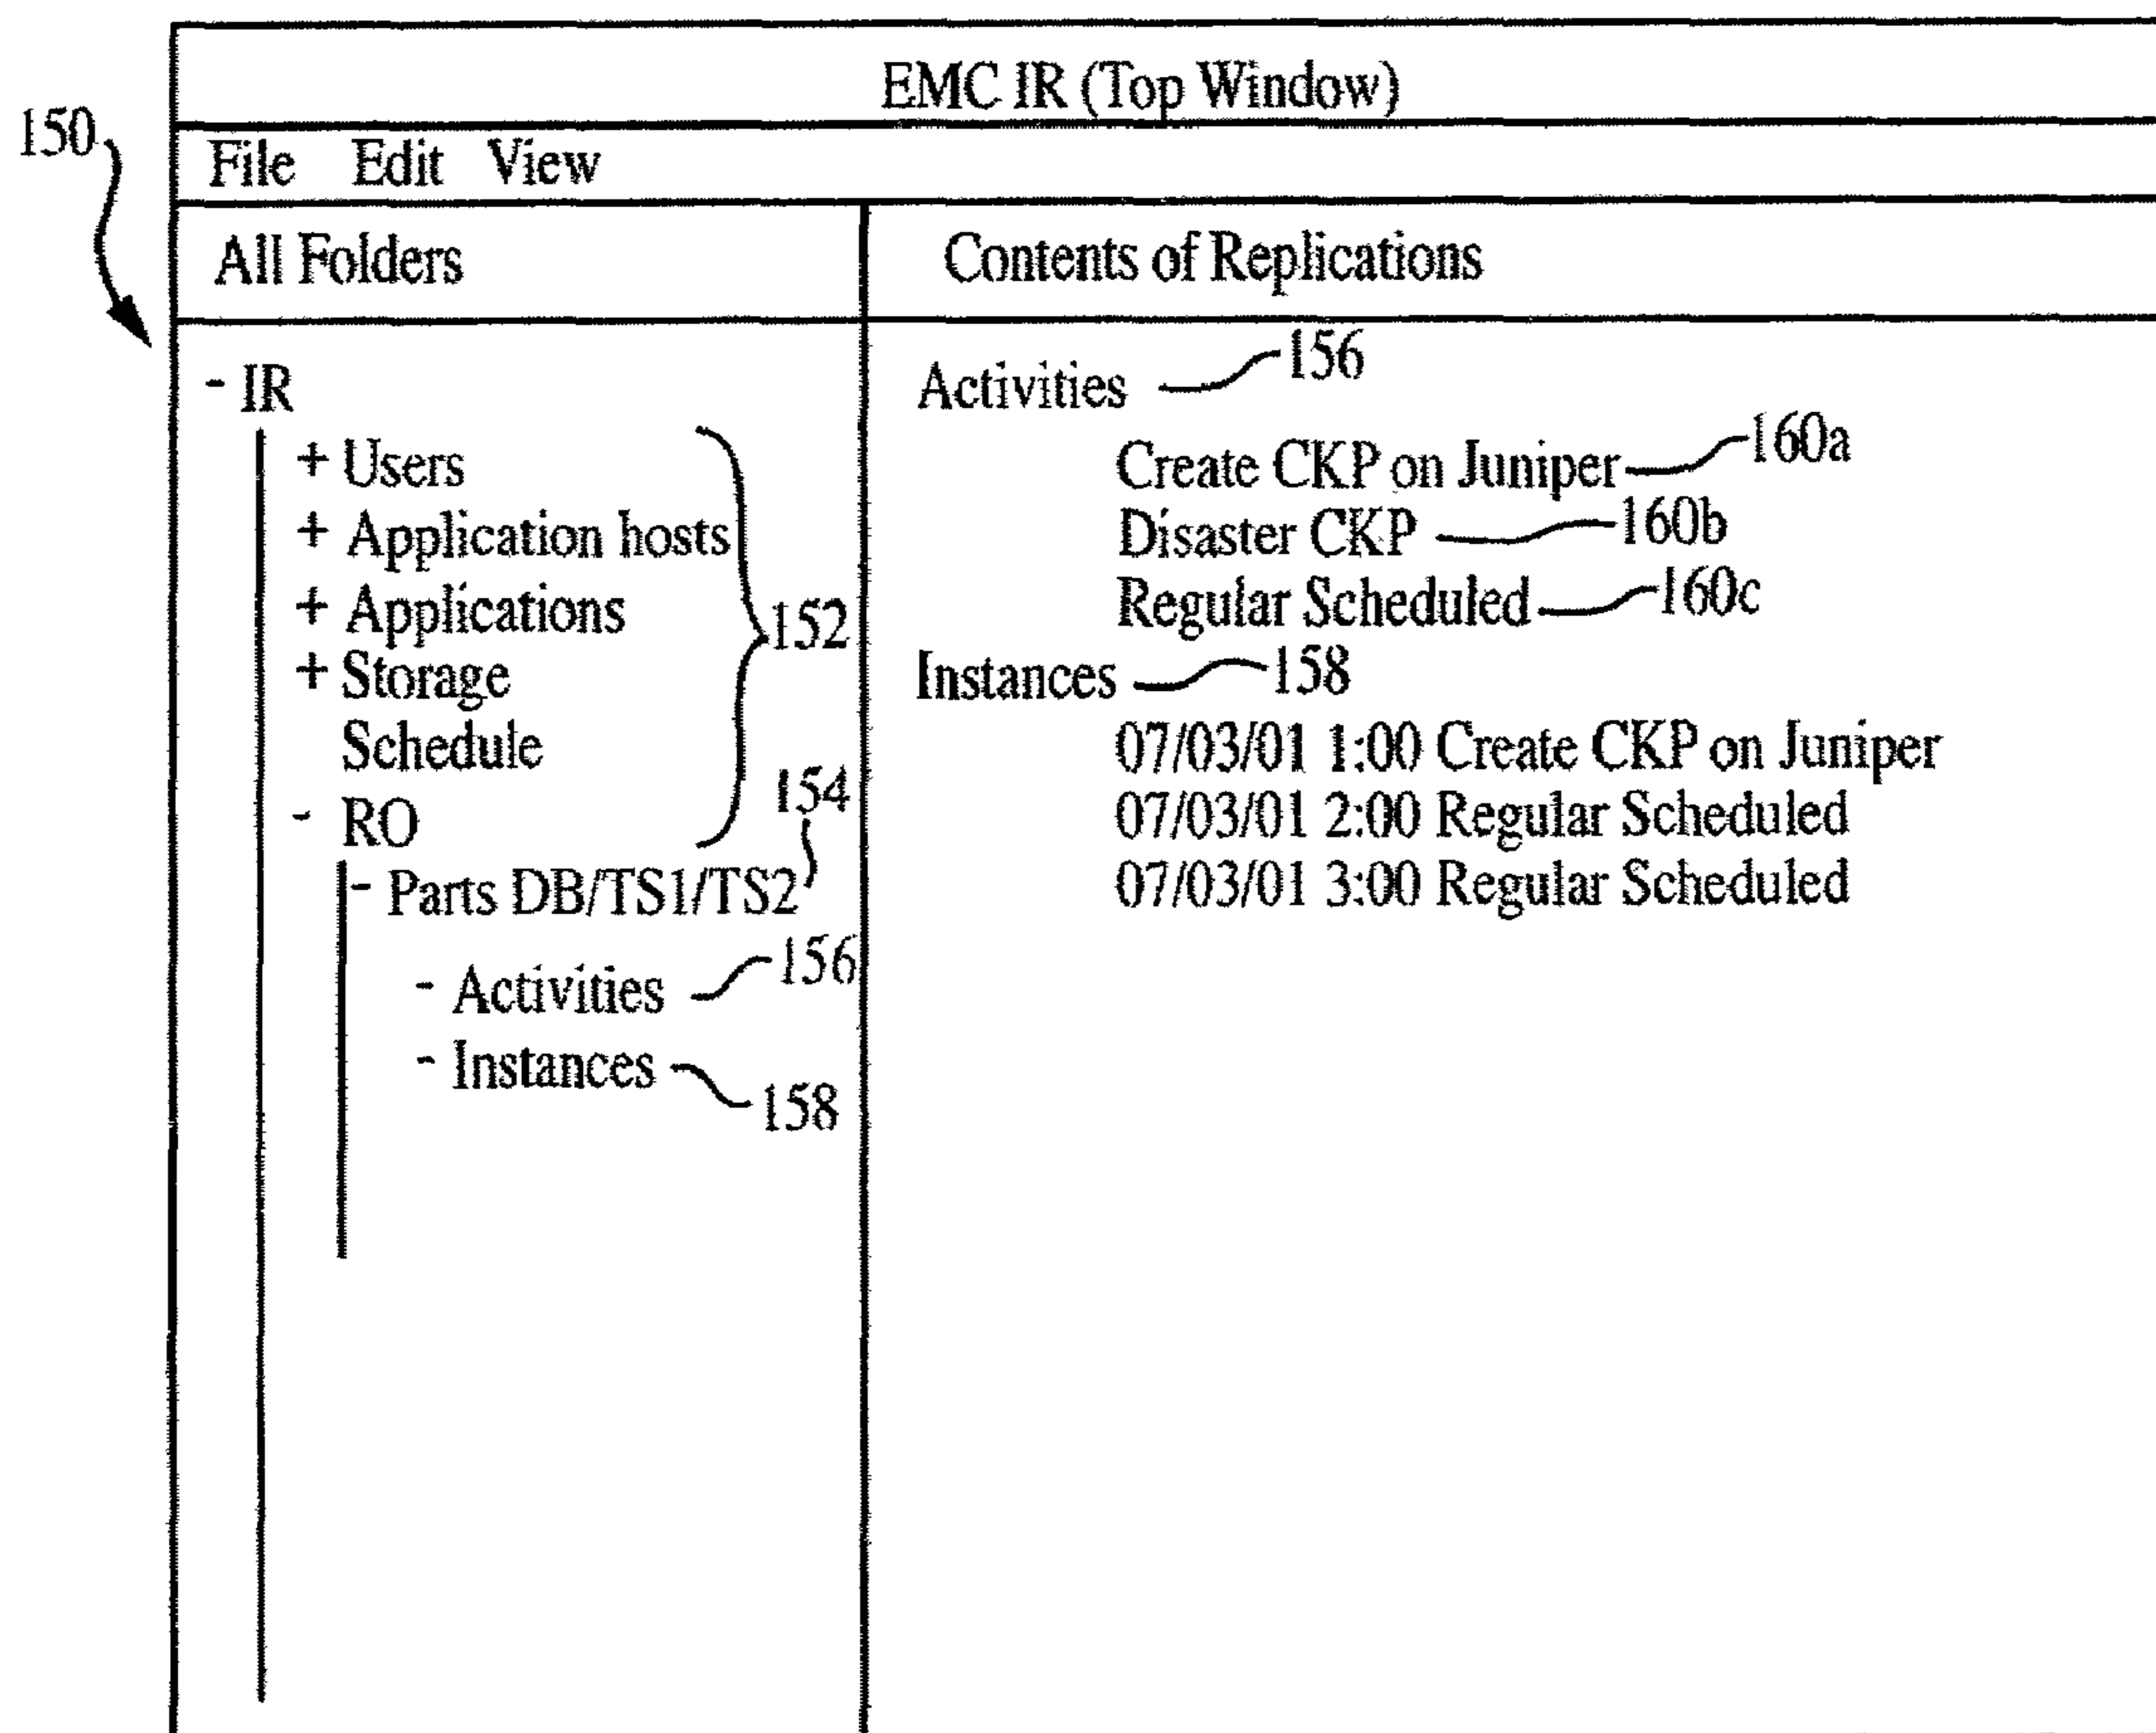 EMC IR (Top Window)
150
File Edit View
All Folders
Contents of Replications
- IR
+ Users
+ Application hosts
+ Applications
+ Storage
Schedule
- RO
152
154
- Parts DB/TS1/TS2
- Activities 156
- Instances 158
Activities 156
Create CKP on Juniper 160a
Disaster CKP 160b
Regular Scheduled 160c
Instances 158
07/03/01 1:00 Create CKP on Juniper
07/03/01 2:00 Regular Scheduled
07/03/01 3:00 Regular Scheduled